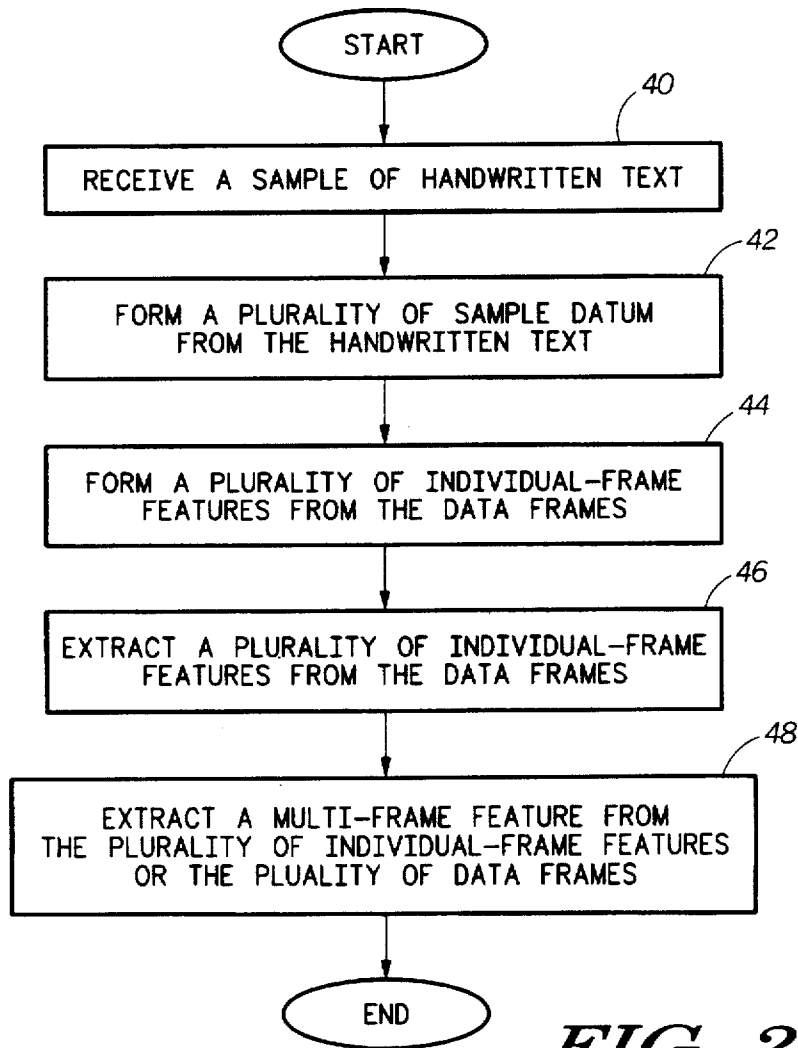 START
40
RECEIVE A SAMPLE OF HANDWRITTEN TEXT
42
FORM A PLURALITY OF SAMPLE DATUM
FROM THE HANDWRITTEN TEXT
44
FORM A PLURALITY OF INDIVIDUAL-FRAME
FEATURES FROM THE DATA FRAMES
46
EXTRACT A PLURALITY OF INDIVIDUAL-FRAME
FEATURES FROM THE DATA FRAMES
48
EXTRACT A MULTI-FRAME FEATURE FROM
THE PLURALITY OF INDIVIDUAL-FRAME FEATURES
OR THE PLUALITY OF DATA FRAMES
END
FIG. 2